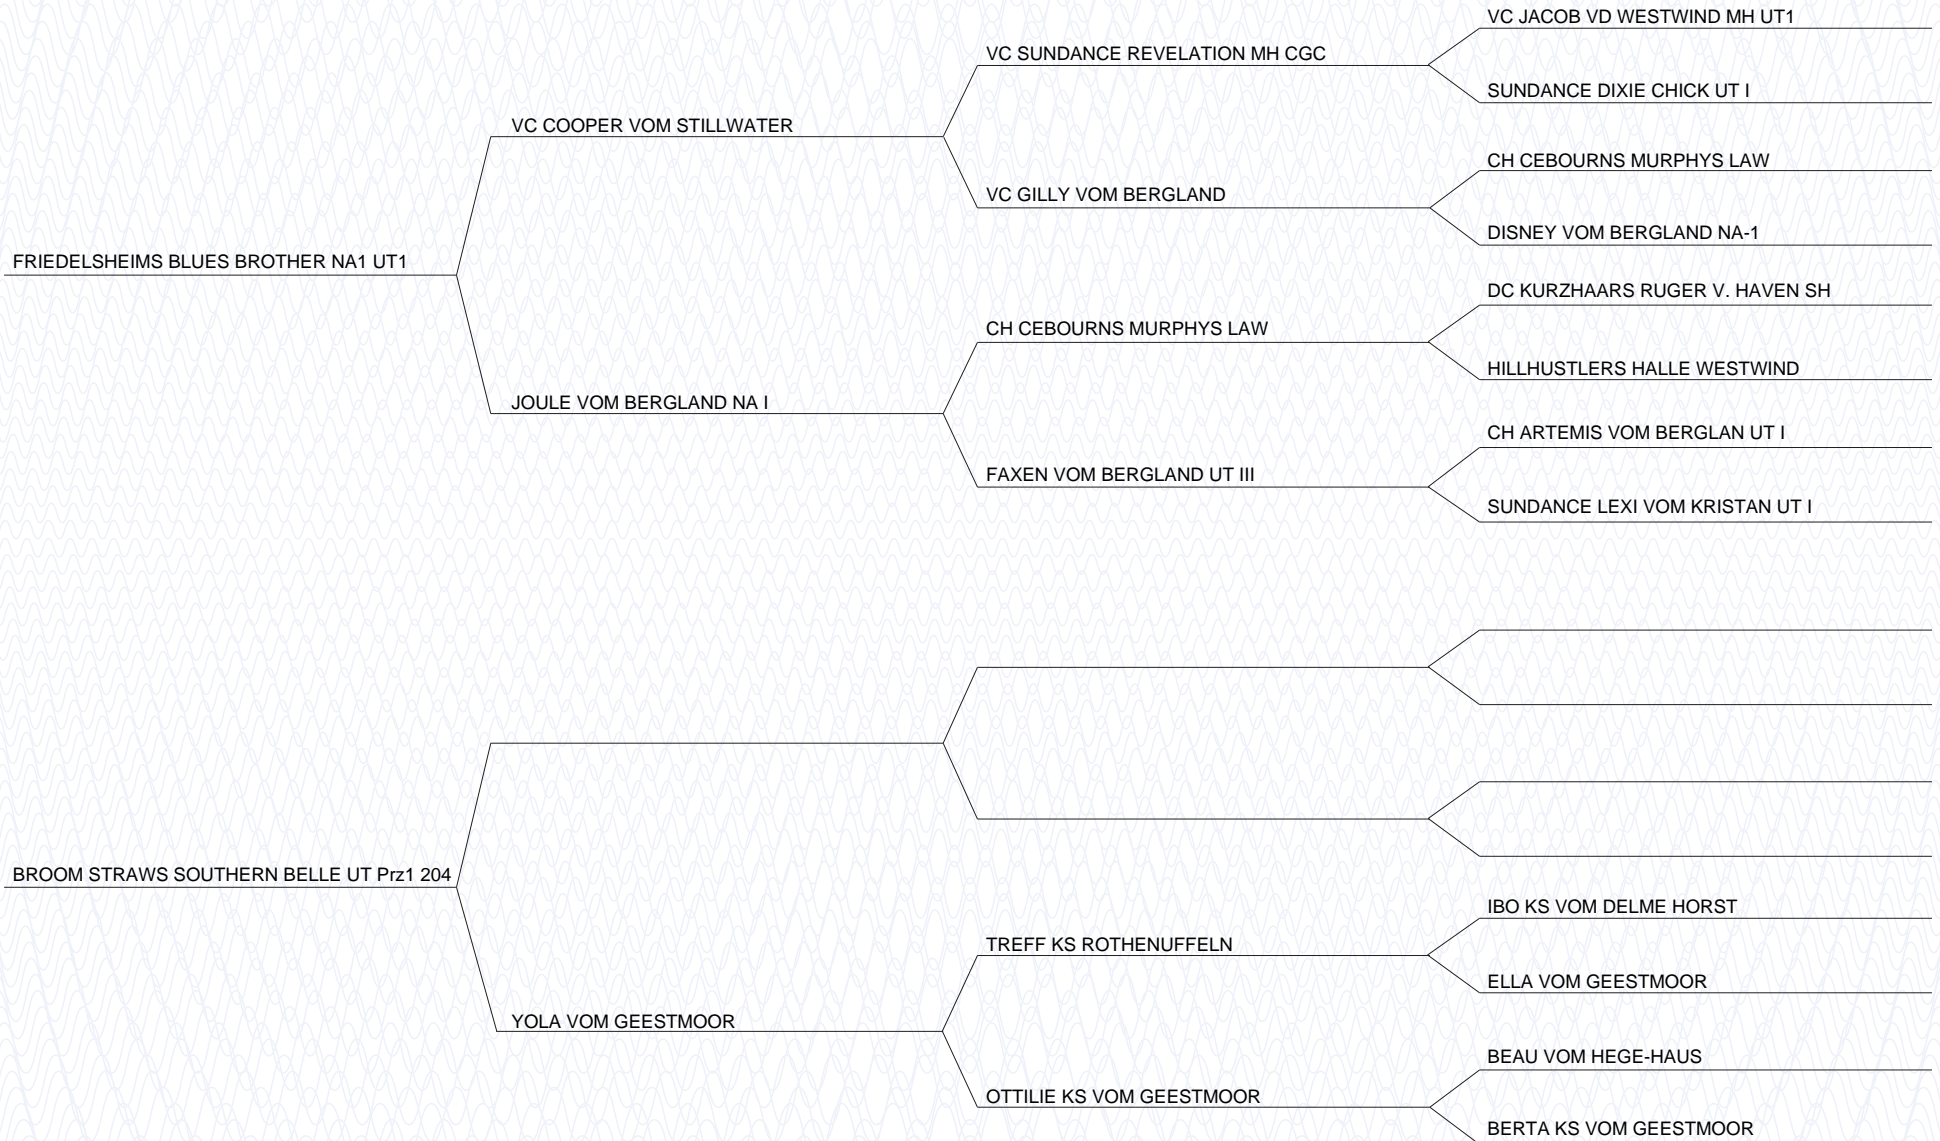 VC JACOB VD WESTWIND MH UT1
VC SUNDANCE REVELATION MH CGC
SUNDANCE DIXIE CHICK UT I
VC COOPER VOM STILLWATER
CH CEBOURNS MURPHYS LAW
VC GILLY VOM BERGLAND
DISNEY VOM BERGLAND NA-1
FRIEDELSHEIMS BLUES BROTHER NA1 UT1
DC KURZHAARS RUGER V. HAVEN SH
CH CEBOURNS MURPHYS LAW
HILLHUSTLERS HALLE WESTWIND
JOULE VOM BERGLAND NA I
CH ARTEMIS VOM BERGLAN UT I
FAXEN VOM BERGLAND UT III
SUNDANCE LEXI VOM KRISTAN UT I
BROOM STRAWS SOUTHERN BELLE UT Prz1 204
IBO KS VOM DELME HORST
TREFF KS ROTHENUFFELN
ELLA VOM GEESTMOOR
YOLA VOM GEESTMOOR
BEAU VOM HEGE-HAUS
OTTILIE KS VOM GEESTMOOR
BERTA KS VOM GEESTMOOR